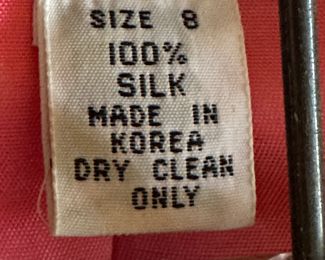 SIZE 8
100%
SILK
MADE IN
KOREA
DRY CLEAN
ONLY